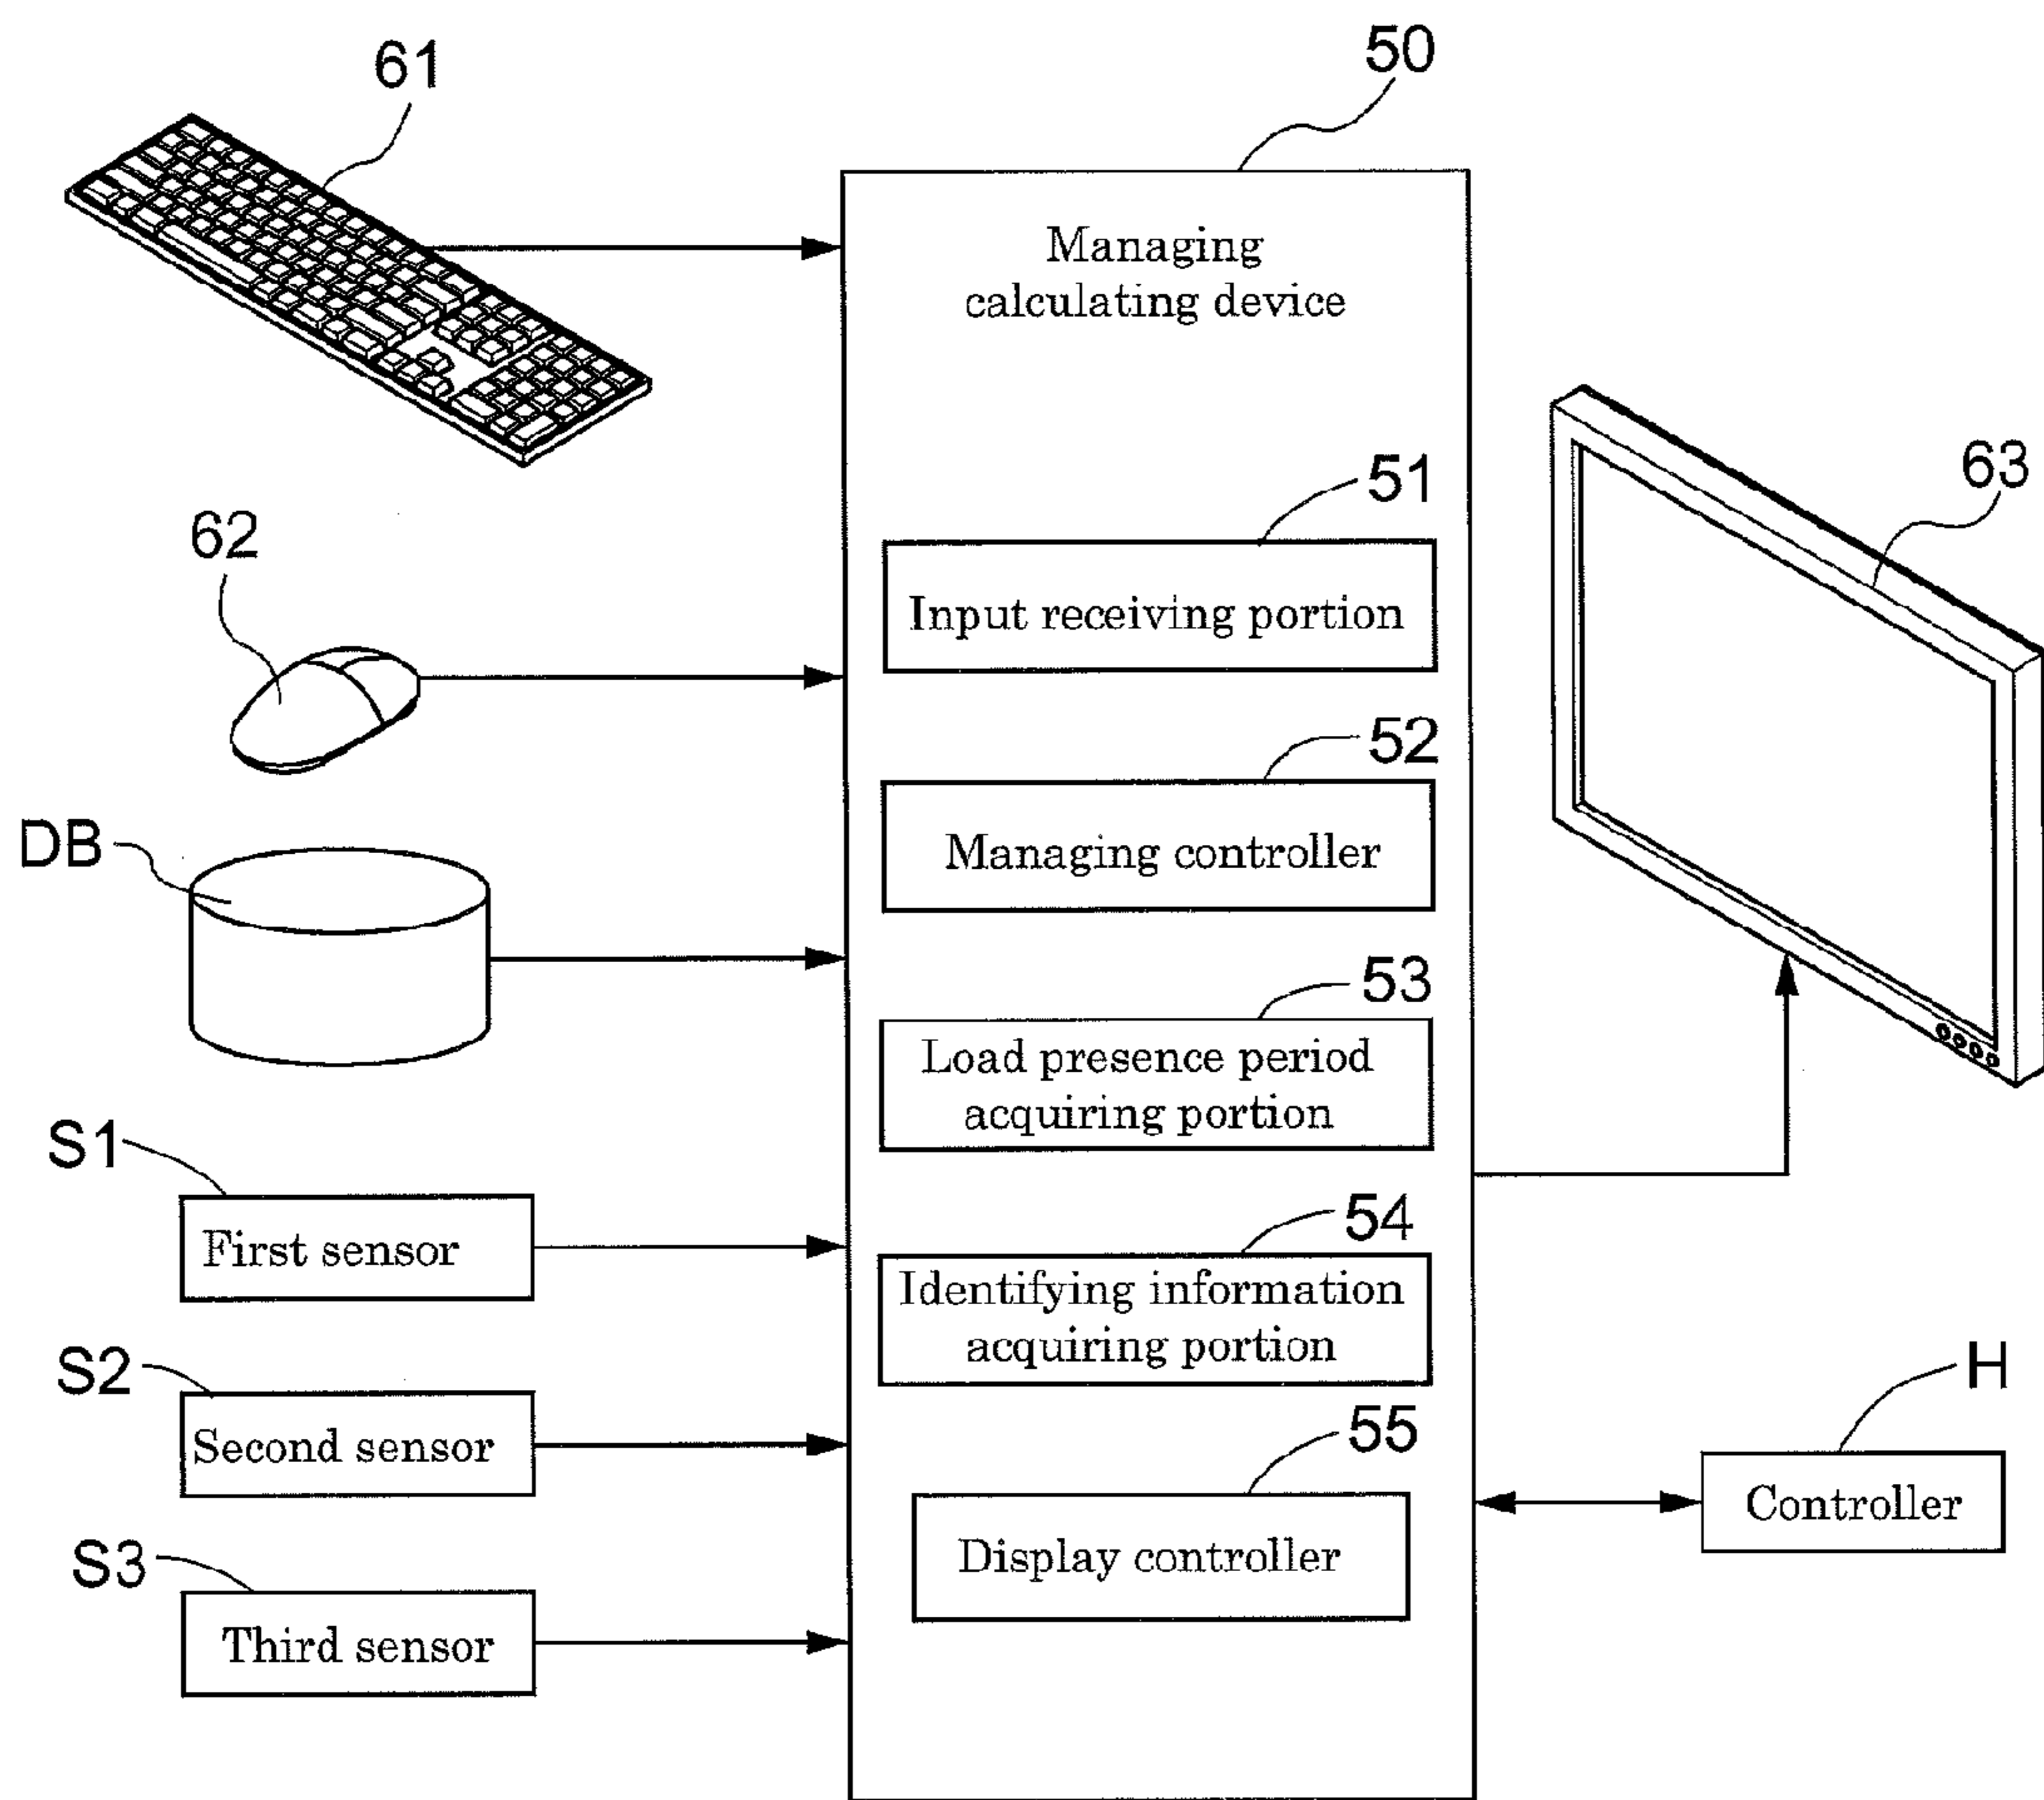 61
50
Managing
calculating device
51
63
62
Input receiving portion
52
DB
Managing controller
53
Load presence period
acquiring portion
S1
First sensor
54
Identifying information
acquiring portion
S2
Second sensor
H
Controller
55
Display controller
S3
Third sensor